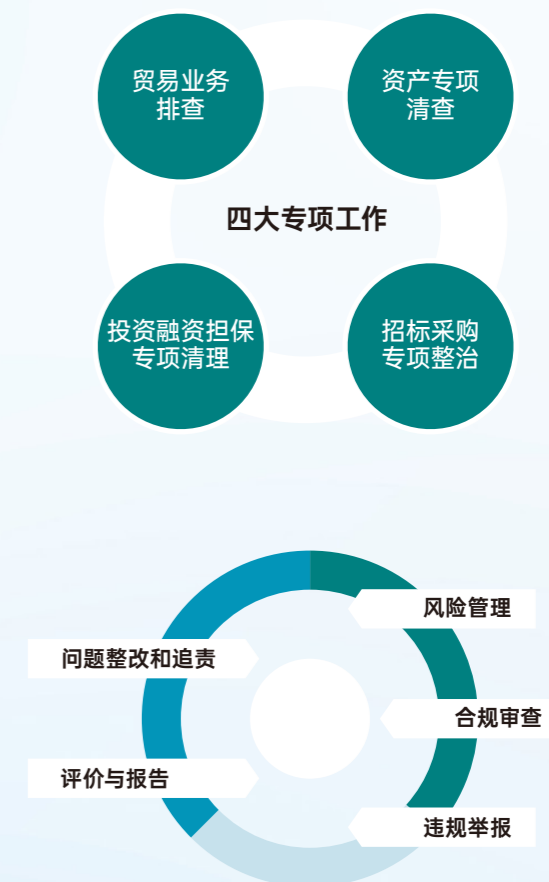 贸易业务
排查
资产专项
清查
四大专项工作
投资融资担保
专项清理
招标采购
专项整治
风险管理
问题整改和追责
合规审查
评价与报告
违规举报